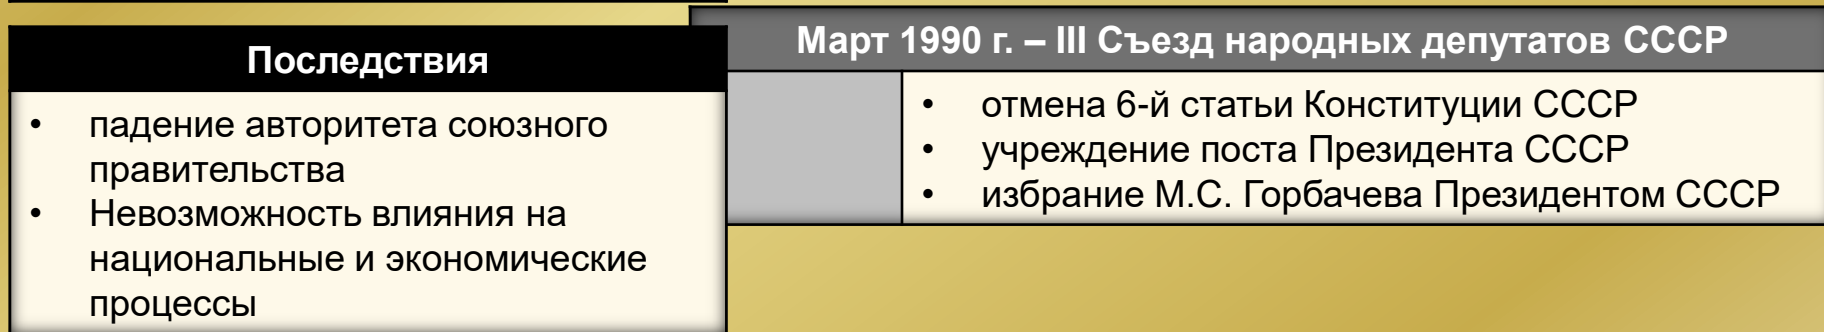 Последствия
• падение авторитета союзного
правительства
• Невозможность влияния на
национальные и экономические
процессы
Март 1990 г. – III Съезд народных депутатов СССР
• отмена 6-й статьи Конституции СССР
• учреждение поста Президента СССР
• избрание М.С. Горбачева Президентом СССР